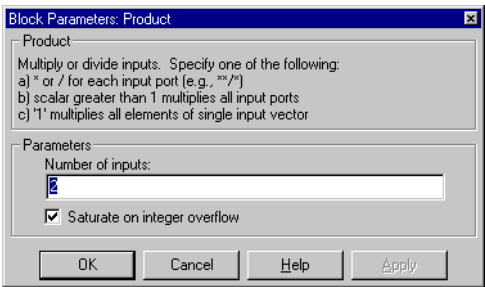 Block Parameters: Product
Product
Multiply or divide inputs. Specify one of the following:
a) * or / for each input port (e.g., **/*)
b) scalar greater than 1 multiplies all input ports
c) '1' multiplies all elements of single input vector
Parameters
Number of inputs:
2
Saturate on integer overflow
OK Cancel Help Apply